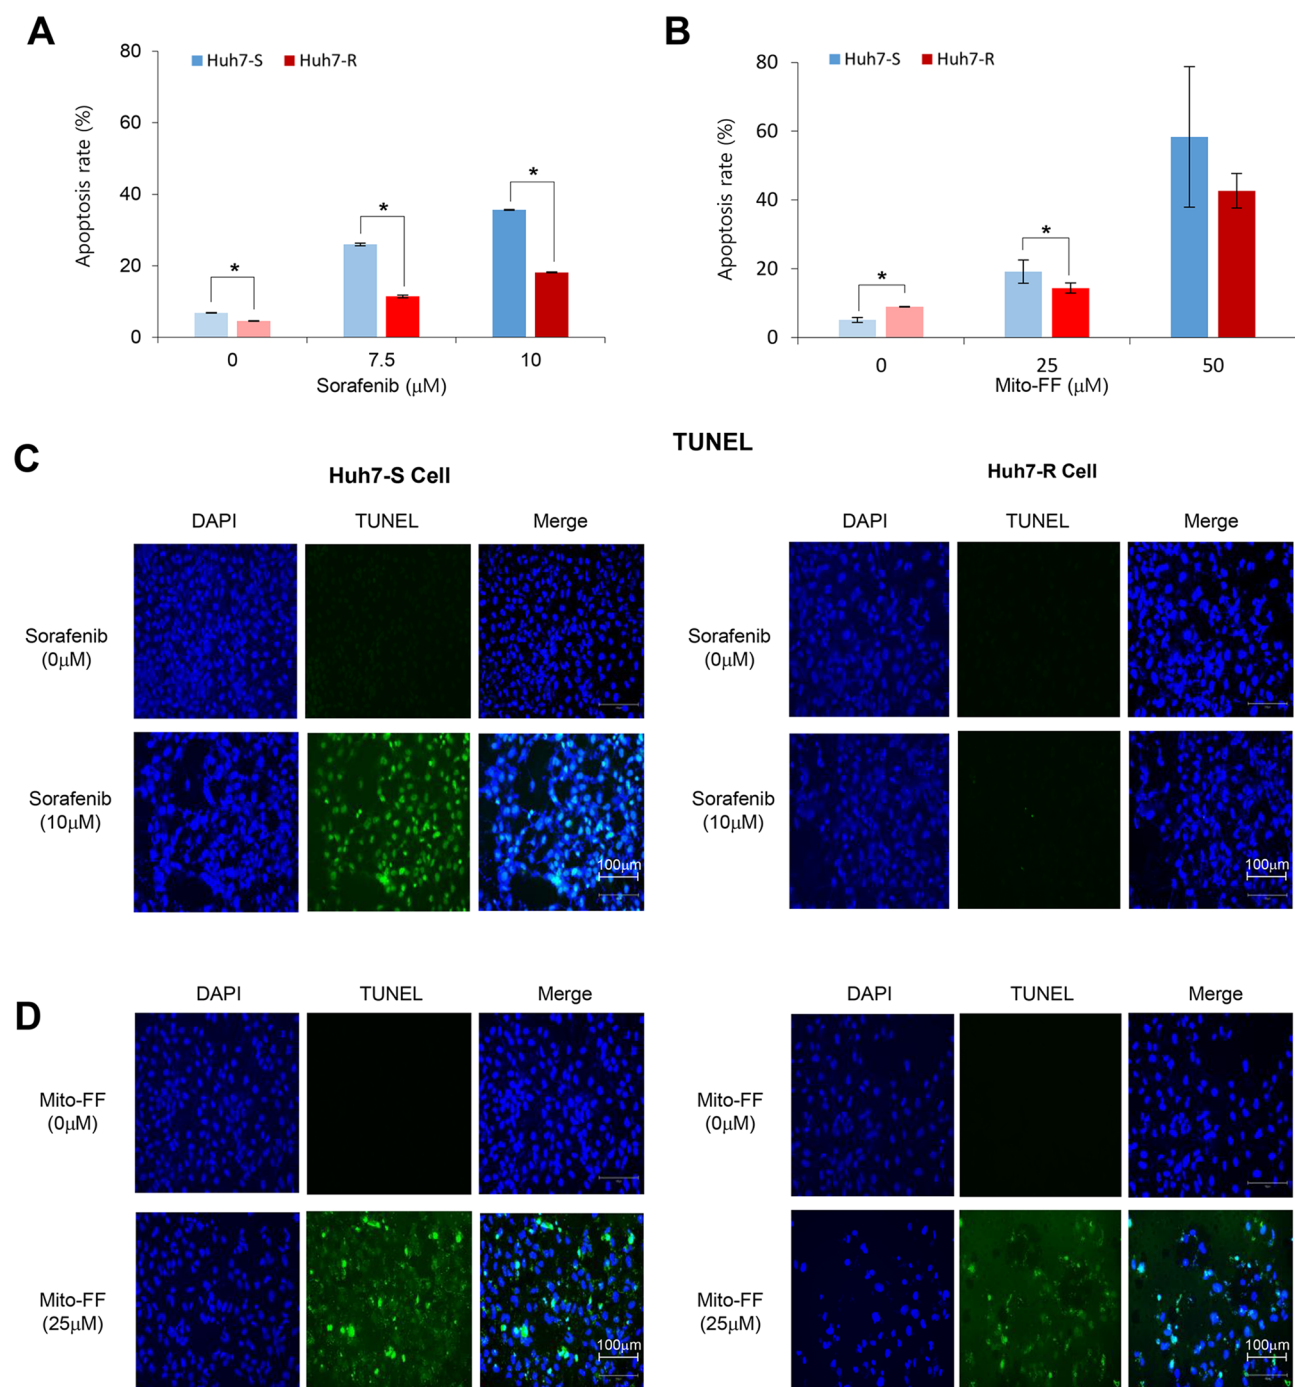 A
80
60
40
20
0
Apoptosis rate (%)
Huh7-S Huh7-R
*
*
*
0 7.5 10
Sorafenib (μM)
B
80
60
40
20
0
Apoptosis rate (%)
Huh7-S Huh7-R
*
*
0 25 50
Mito-FF (μM)
TUNEL
C
Huh7-S Cell
DAPI TUNEL Merge
Sorafenib
(0μM)
Sorafenib
(10μM)
100μm
Huh7-R Cell
DAPI TUNEL Merge
Sorafenib
(0μM)
Sorafenib
(10μM)
100μm
D
DAPI TUNEL Merge
Mito-FF
(0μM)
Mito-FF
(25μM)
100μm
DAPI TUNEL Merge
Mito-FF
(0μM)
Mito-FF
(25μM)
100μm